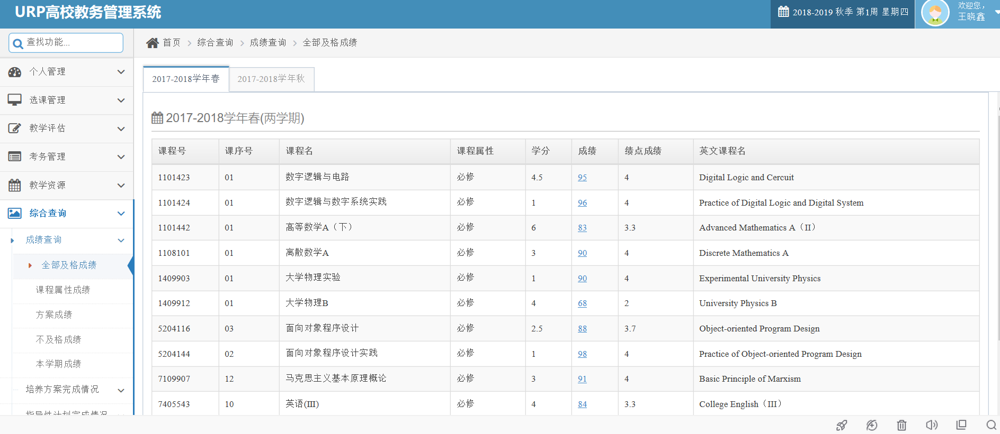 URP高校教务管理系统
2018-2019 秋季 第1周 星期四
欢迎您，
王晓鑫
查找功能...
首页 综合查询 成绩查询 全部及格成绩
个人管理
选课管理
教学评估
考务管理
教学资源
综合查询
成绩查询
全部及格成绩
课程属性成绩
方案成绩
不及格成绩
本学期成绩
培养方案完成情况
指导性计划完成情况
2017-2018学年春 2017-2018学年秋
2017-2018学年春(两学期)
课程号 课序号 课程名 课程属性 学分 成绩 绩点成绩 英文课程名
1101423 01 数字逻辑与电路 必修 4.5 95 4 Digital Logic and Cercuit
1101424 01 数字逻辑与数字系统实践 必修 1 96 4 Practice of Digital Logic and Digital System
1101442 01 高等数学A（下） 必修 6 83 3.3 Advanced Mathematics A（II）
1108101 01 离散数学A 必修 3 90 4 Discrete Mathematics A
1409903 01 大学物理实验 必修 1 90 4 Experimental University Physics
1409912 01 大学物理B 必修 4 68 2 University Physics B
5204116 03 面向对象程序设计 必修 2.5 88 3.7 Object-oriented Program Design
5204144 02 面向对象程序设计实践 必修 1 98 4 Practice of Object-oriented Program Design
7109907 12 马克思主义基本原理概论 必修 3 91 4 Basic Principle of Marxism
7405543 10 英语(III) 必修 4 84 3.3 College English（III）